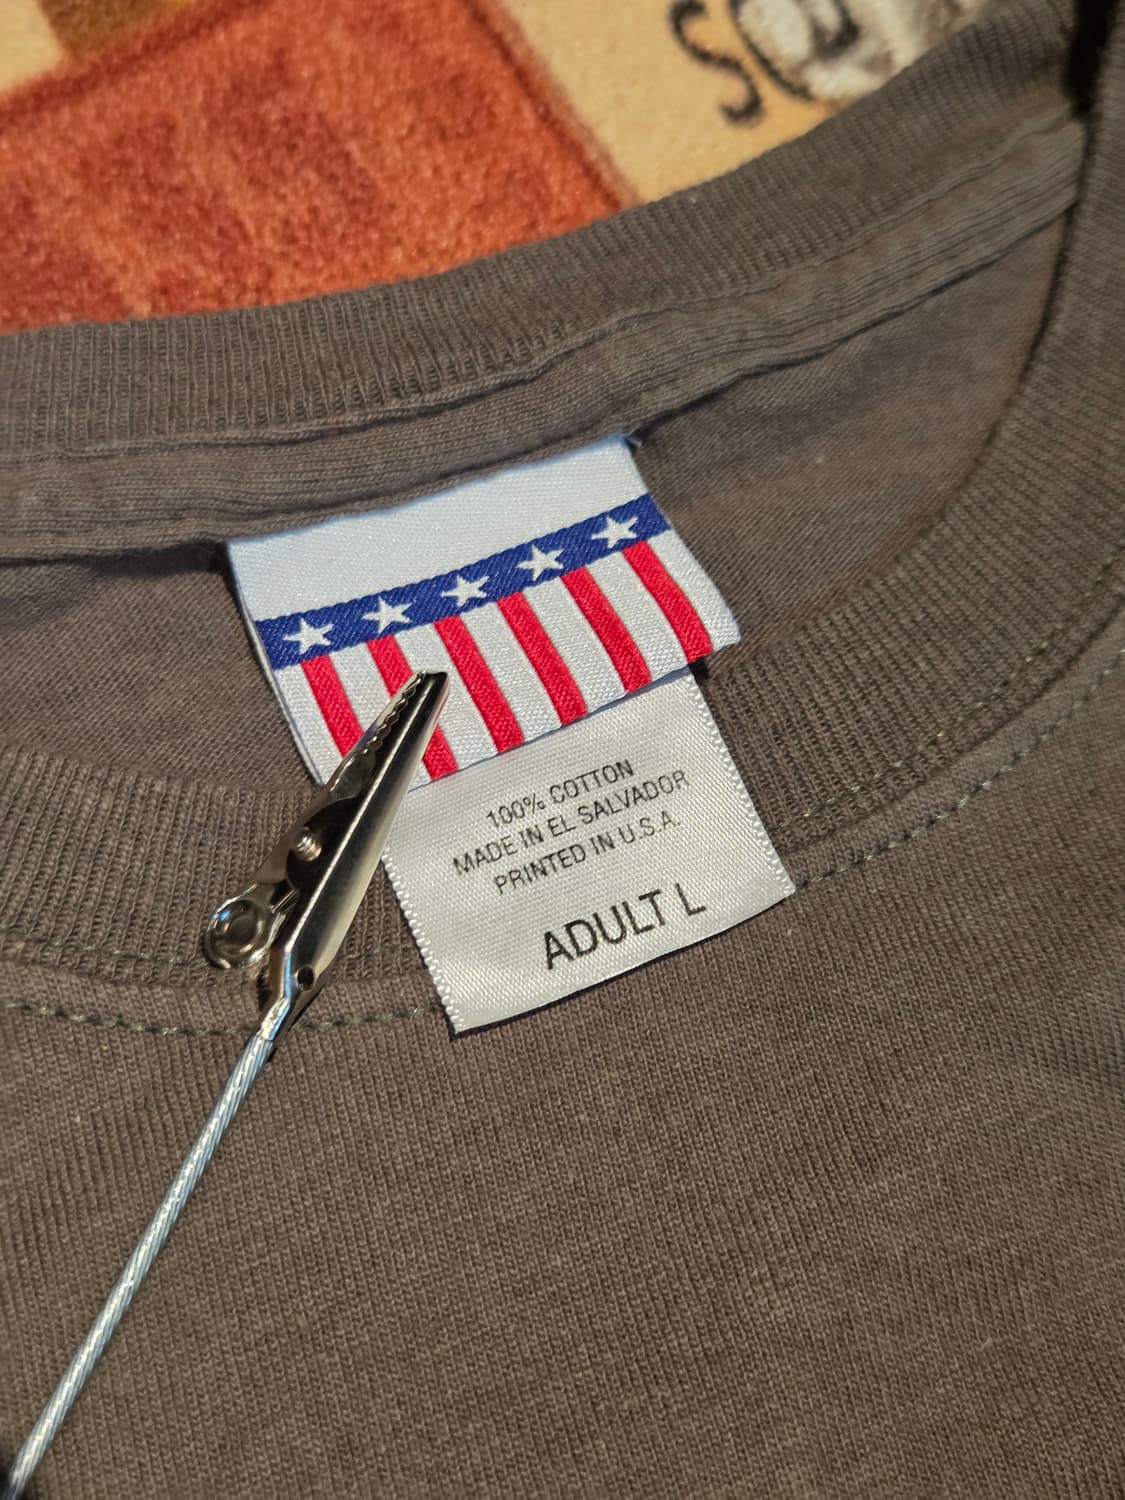 100% COTTON
MADE IN EL SALVADOR
PRINTED IN U.S.A.
ADULT L